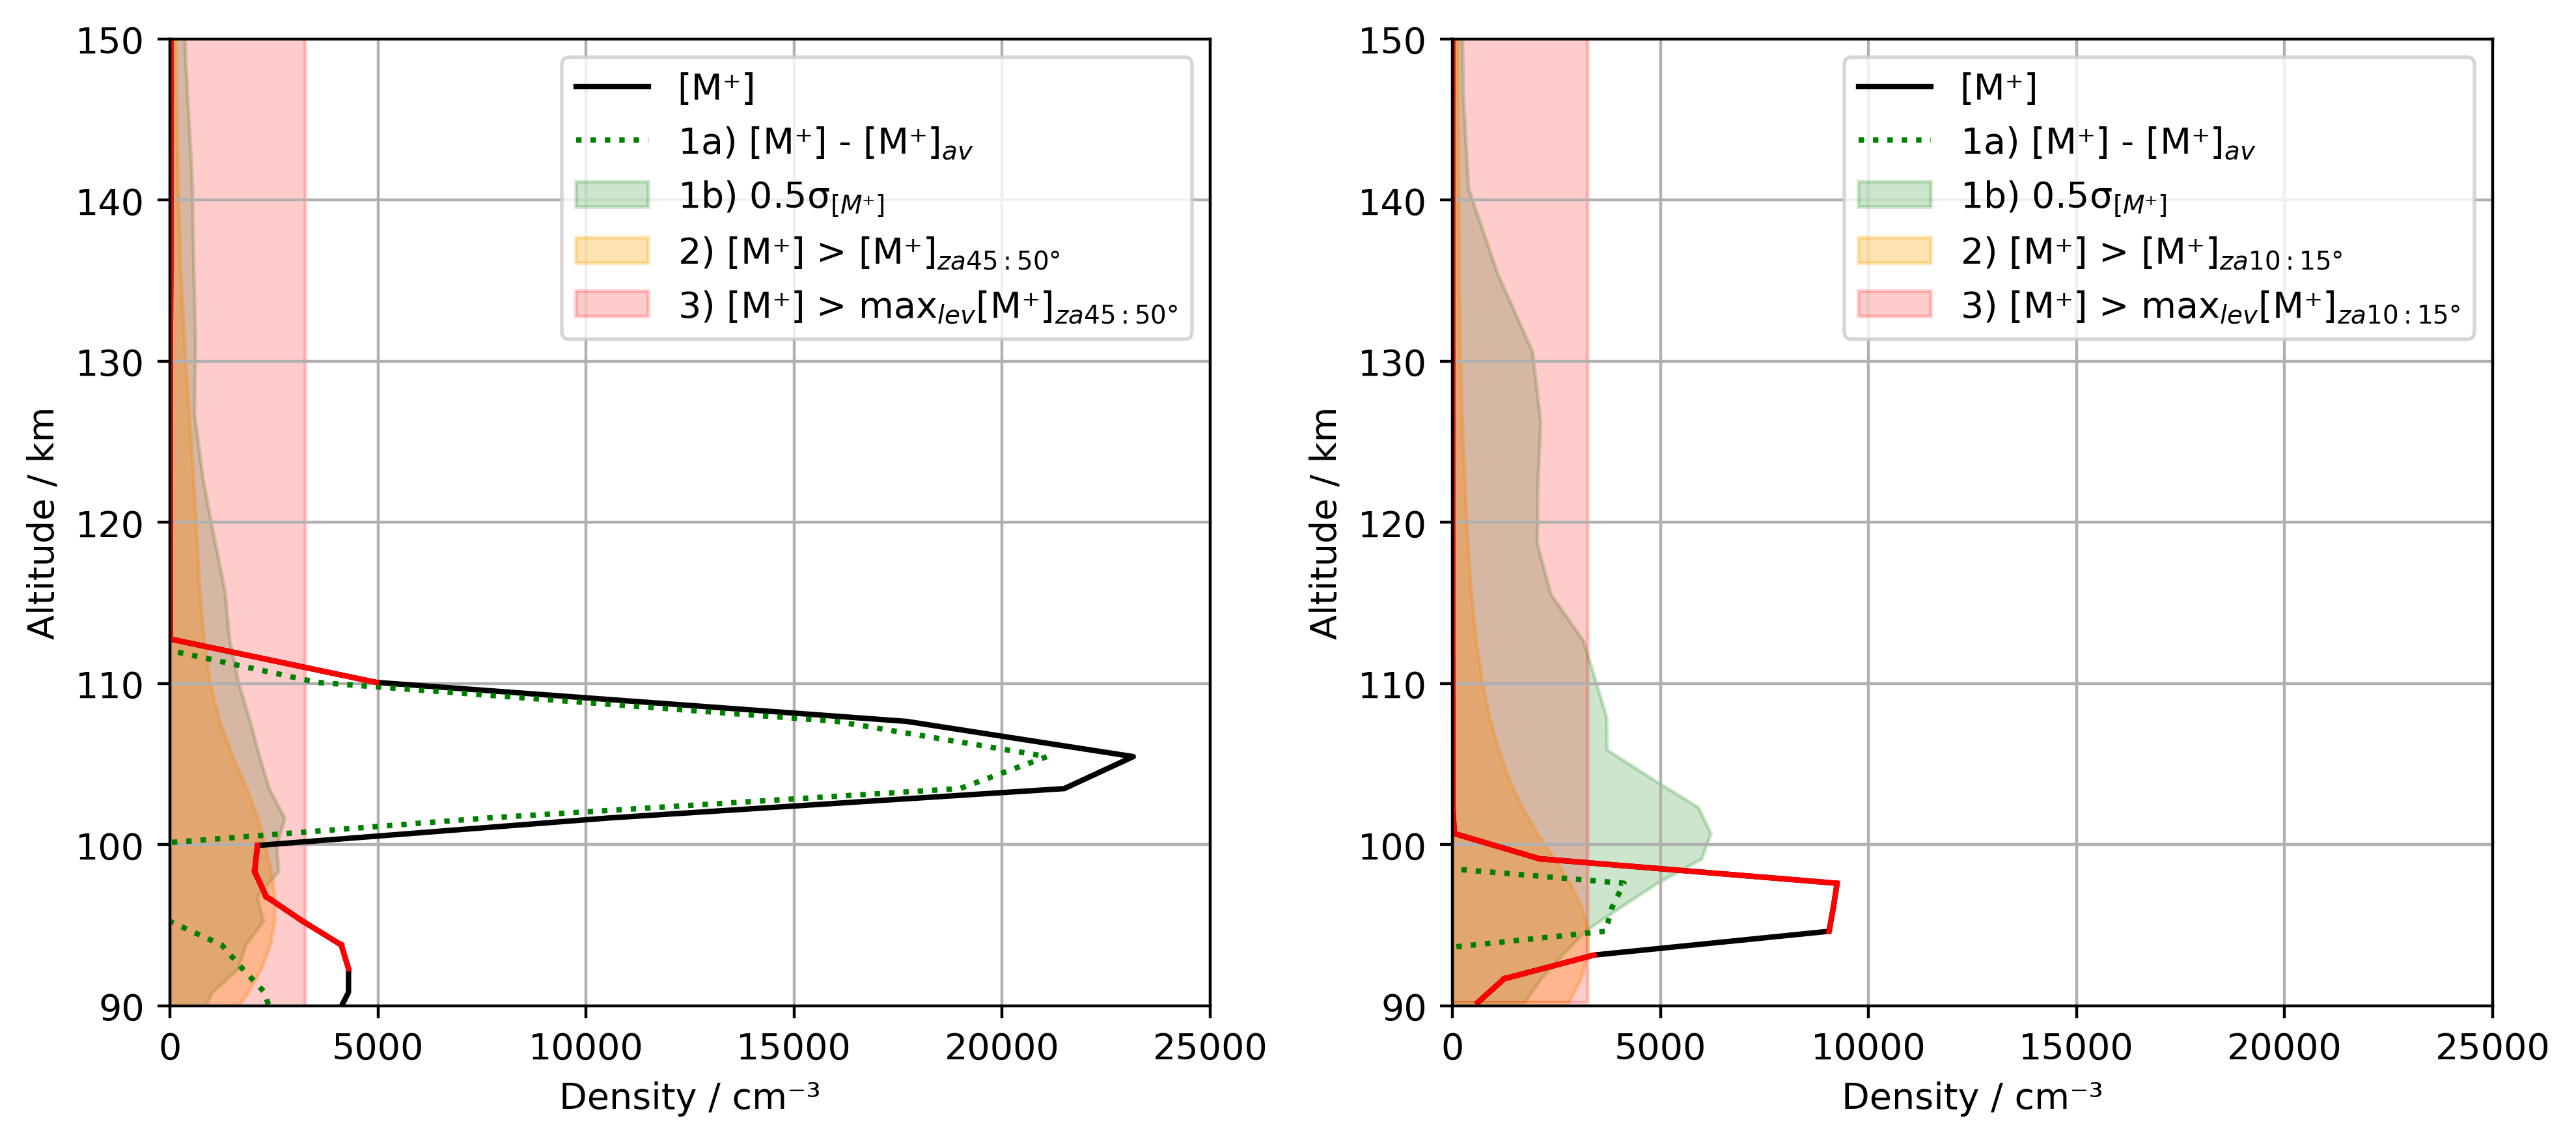 150
140
130
120
110
100
90
Altitude / km
0 5000 10000 15000 20000 25000
Density / cm⁻³
[M⁺]
1a) [M⁺] - [M⁺]av
1b) 0.5σ[M⁺]
2) [M⁺] > [M⁺]za45:50°
3) [M⁺] > maxlev[M⁺]za45:50°
150
140
130
120
110
100
90
Altitude / km
0 5000 10000 15000 20000 25000
Density / cm⁻³
[M⁺]
1a) [M⁺] - [M⁺]av
1b) 0.5σ[M⁺]
2) [M⁺] > [M⁺]za10:15°
3) [M⁺] > maxlev[M⁺]za10:15°